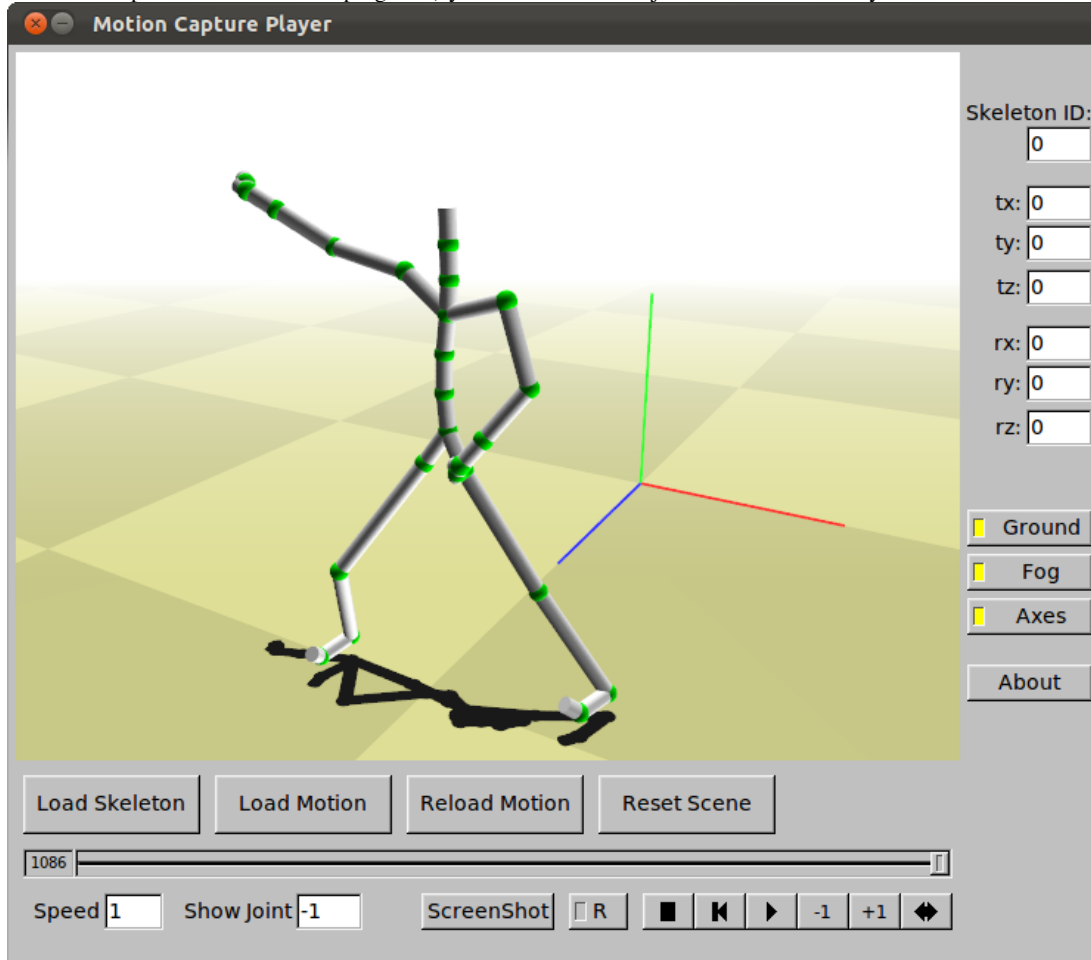 Motion Capture Player
Skeleton ID:
0
tx: 0
ty: 0
tz: 0
rx: 0
ry: 0
rz: 0
Ground
Fog
Axes
About
Load Skeleton Load Motion Reload Motion Reset Scene
1086
Speed 1 Show Joint -1 ScreenShot R -1 +1